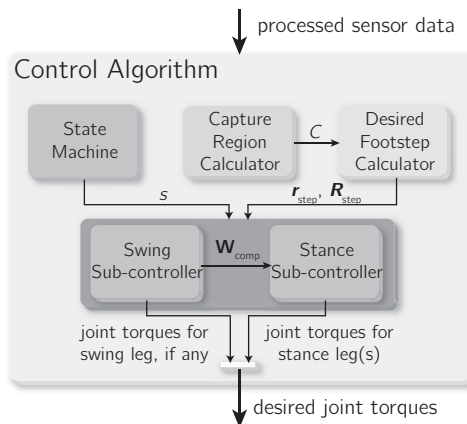 processed sensor data
Control Algorithm
State
Machine
Capture
Region
Calculator
C
Desired
Footstep
Calculator
s
r_step, R_step
Swing
Sub-controller
W_comp
Stance
Sub-controller
joint torques for
swing leg, if any
joint torques for
stance leg(s)
desired joint torques